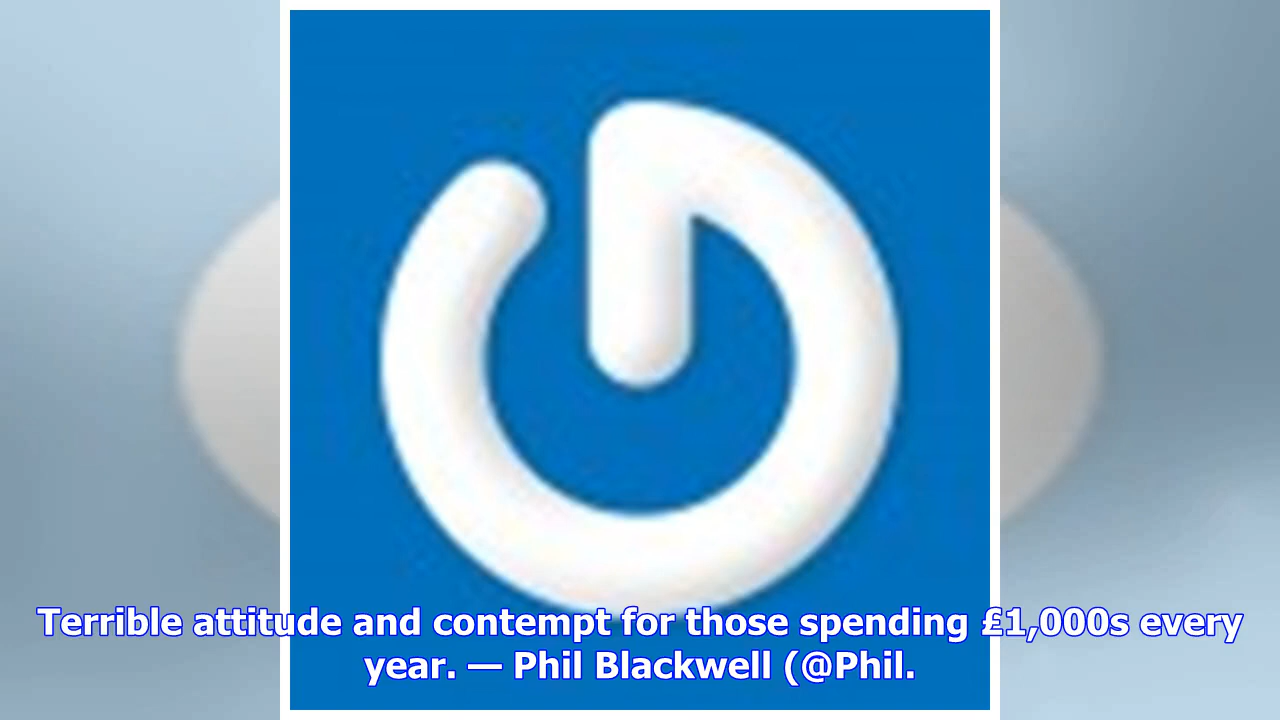 Terrible attitude and contempt for those spending £1,000s every
year. — Phil Blackwell (@Phil.